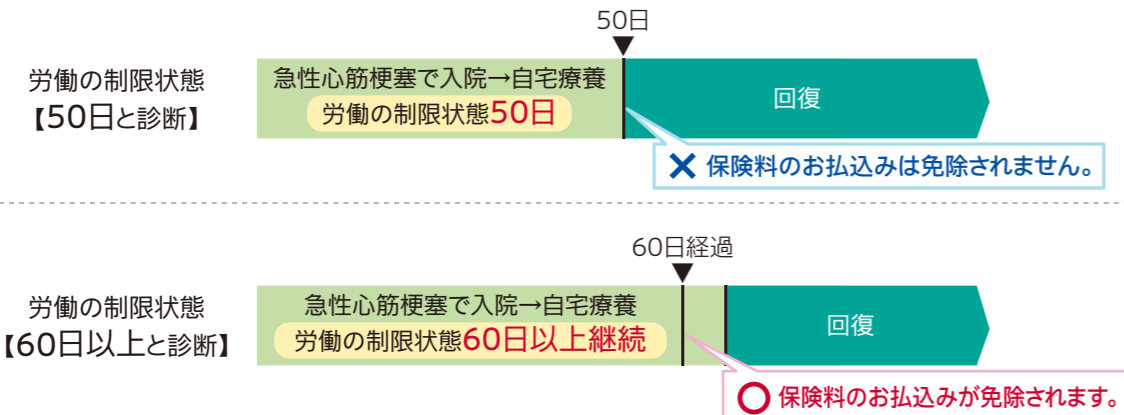 50日
▼
労働の制限状態
【50日と診断】
急性心筋梗塞で入院→自宅療養
労働の制限状態50日
回復
× 保険料のお払込みは免除されません。
60日経過
▼
労働の制限状態
【60日以上と診断】
急性心筋梗塞で入院→自宅療養
労働の制限状態60日以上継続
回復
○ 保険料のお払込みが免除されます。